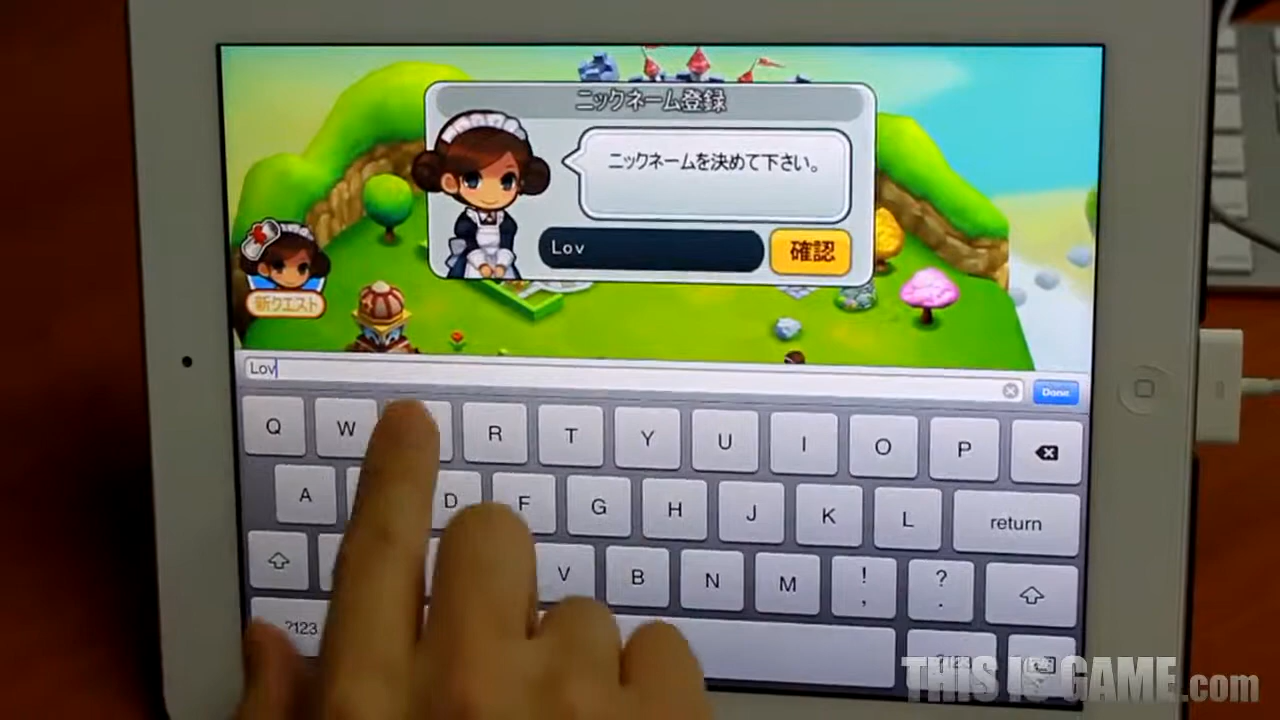 ニックネーム登録
ニックネームを決めて下さい。
Lov
確認
新クエスト
Lov
Done
Q W R T Y U I O P
A D F G H J K L return
V B N M ! , ? .
?123
THIS IS GAME.com